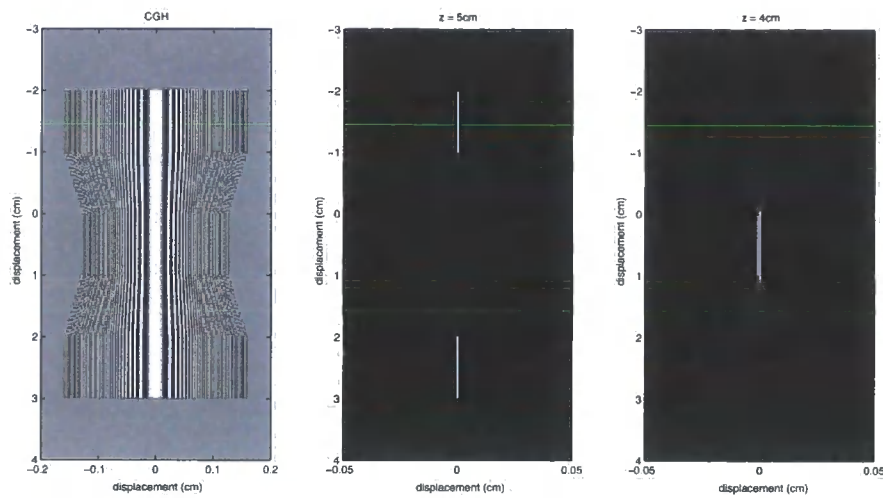 CGH
-3
-2
-1
0
1
2
3
4
displacement (cm)
-0.2 -0.1 0 0.1 0.2
displacement (cm)
z = 5cm
-3
-2
-1
0
1
2
3
4
displacement (cm)
-0.05 0 0.05
displacement (cm)
z = 4cm
-3
-2
-1
0
1
2
3
4
displacement (cm)
-0.05 0 0.05
displacement (cm)